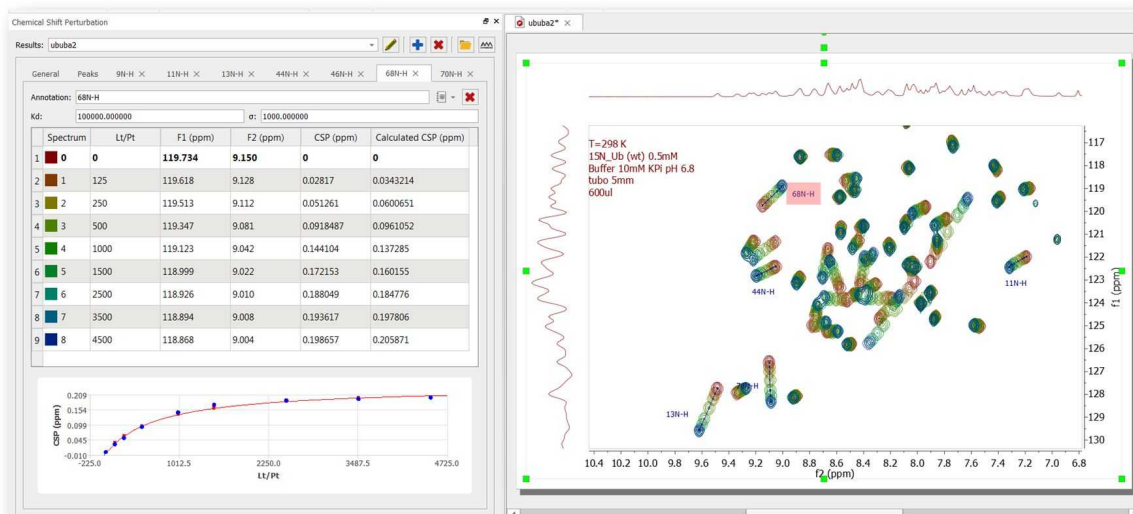 Chemical Shift Perturbation
Results: ububa2
General Peaks 9N-H 11N-H 13N-H 44N-H 46N-H 68N-H 70N-H
Annotation: 68N-H
Kd: 100000.000000 σ: 1000.000000
Spectrum Lt/Pt F1 (ppm) F2 (ppm) CSP (ppm) Calculated CSP (ppm)
1 0 0 119.734 9.150 0 0
2 1 125 119.618 9.128 0.02817 0.0343214
3 2 250 119.513 9.112 0.051261 0.0600651
4 3 500 119.347 9.081 0.0918487 0.0961052
5 4 1000 119.123 9.042 0.144104 0.137285
6 5 1500 118.999 9.022 0.172153 0.160155
7 6 2500 118.926 9.010 0.188049 0.184776
8 7 3500 118.894 9.008 0.193617 0.197806
9 8 4500 118.868 9.004 0.198657 0.205871
CSP (ppm)
0.209
0.154
0.099
0.045
-0.010
-225.0 1012.5 2250.0 3487.5 4725.0
Lt/Pt
ububa2*
T=298 K
15N_Ub (wt) 0.5mM
Buffer 10mM KPi pH 6.8
tubo 5mm
600ul
68N-H
44N-H
11N-H
13N-H
117
118
119
120
121
122
123
124
125
126
127
128
129
130
f1 (ppm)
10.4 10.2 10.0 9.8 9.6 9.4 9.2 9.0 8.8 8.6 8.4 8.2 8.0 7.8 7.6 7.4 7.2 7.0 6.8
f2 (ppm)